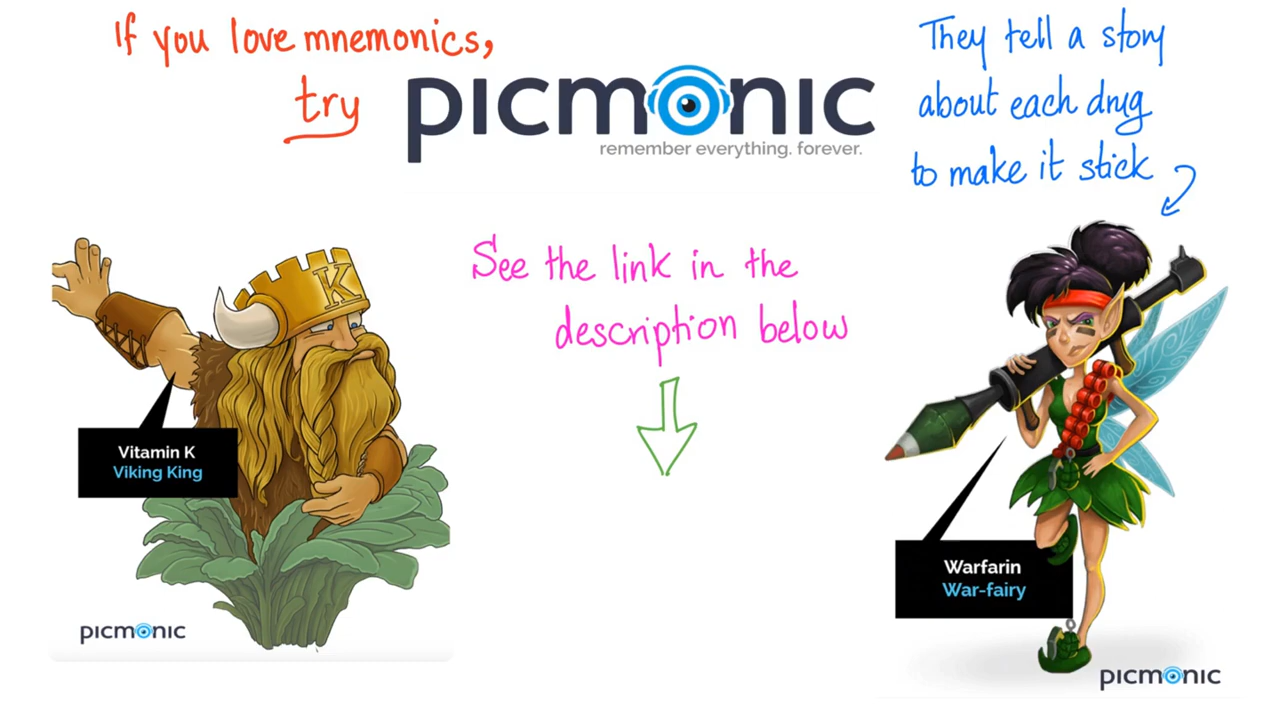 If you love mnemonics,
try
picmonic
remember everything. forever.
They tell a story
about each drug
to make it stick
See the link in the
description below
K
Vitamin K
Viking King
picmonic
Warfarin
War-fairy
picmonic